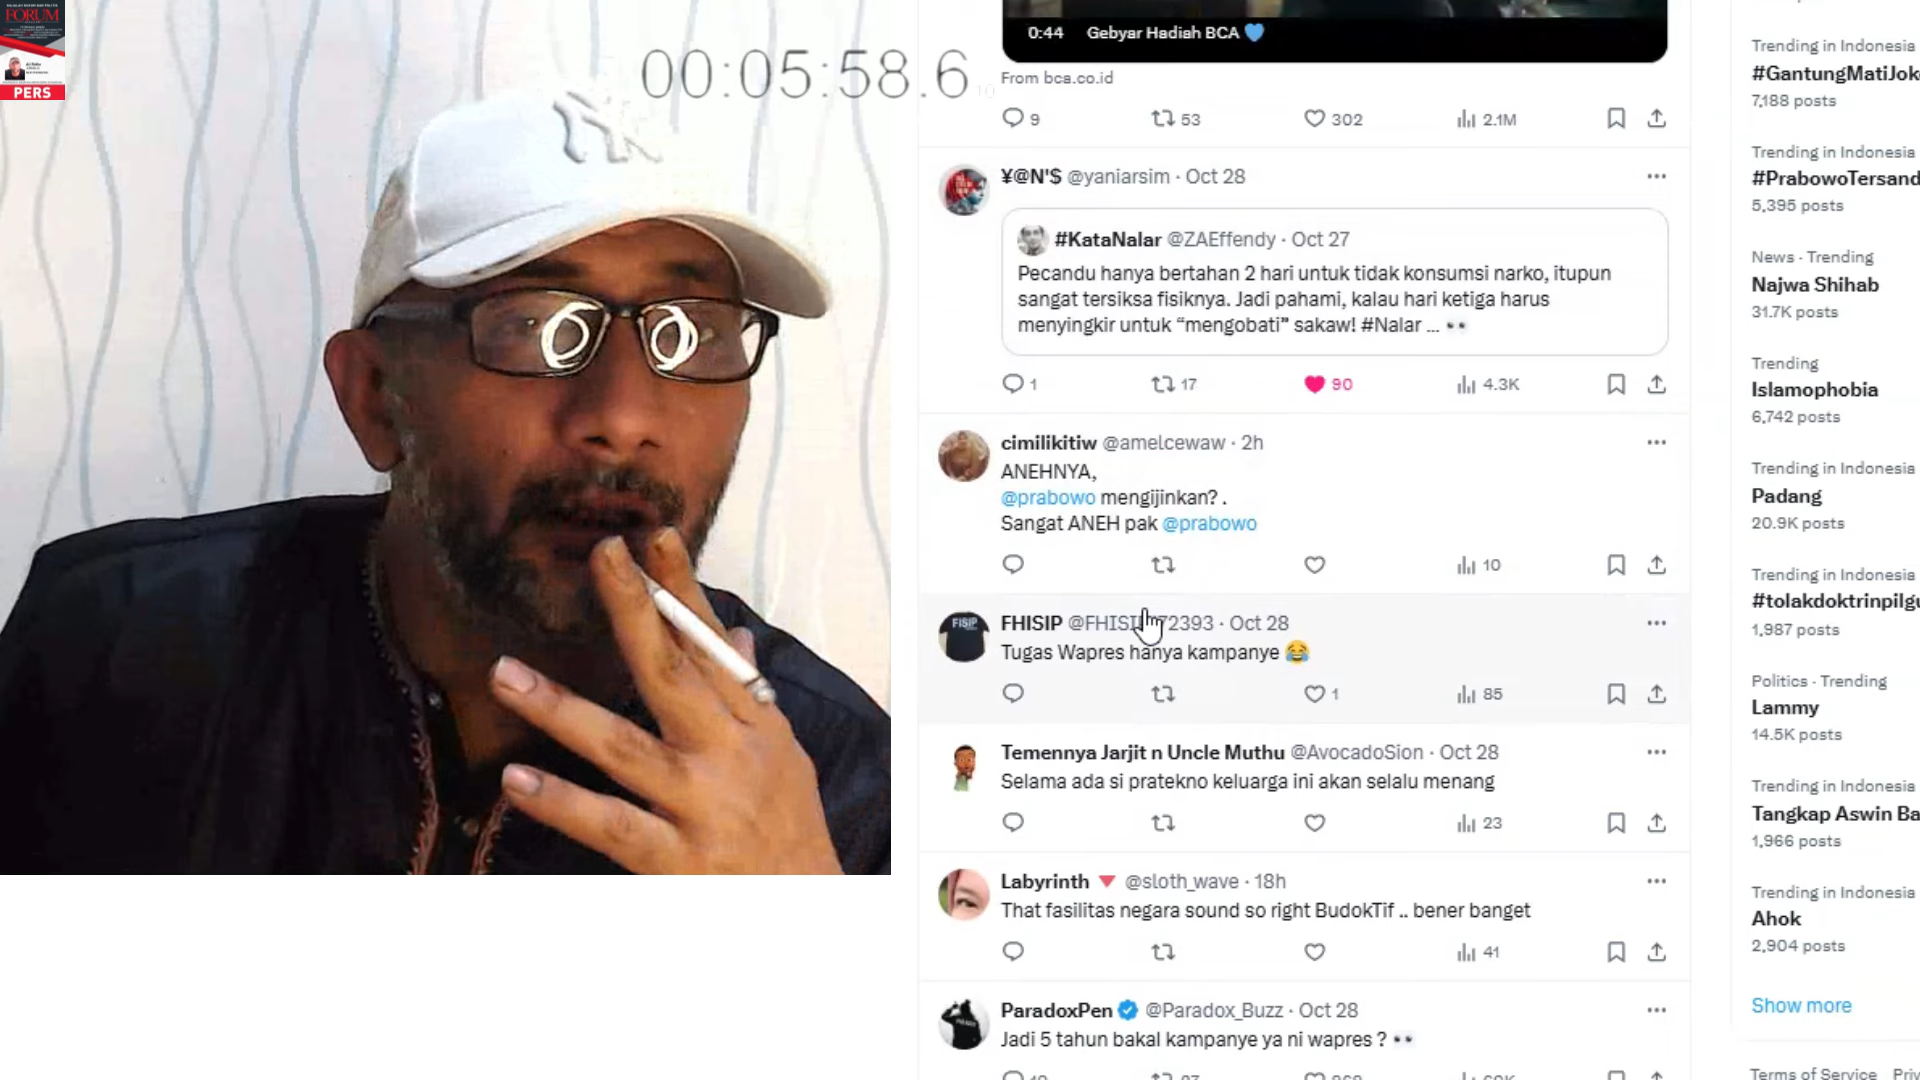 FORUM
PERS
00:05:58.6
10
0:44 Gebyar Hadiah BCA 💙
From bca.co.id
9 53 302 2.1M
¥@N'$ @yaniarsim · Oct 28
#KataNalar @ZAEffendy · Oct 27
Pecandu hanya bertahan 2 hari untuk tidak konsumsi narko, itupun
sangat tersiksa fisiknya. Jadi pahami, kalau hari ketiga harus
menyingkir untuk “mengobati” sakaw! #Nalar ... 👀
1 17 90 4.3K
cimilikitiw @amelcewaw · 2h
ANEHNYA,
@prabowo mengijinkan? .
Sangat ANEH pak @prabowo
10
FISIP
FHISIP 72393 · Oct 28
Tugas Wapres hanya kampanye 😂
1 85
Temennya Jarjit n Uncle Muthu @AvocadoSion · Oct 28
Selama ada si pratekno keluarga ini akan selalu menang
23
Labyrinth 🔻 @sloth_wave · 18h
That fasilitas negara sound so right BudokTif .. bener banget
41
ParadoxPen @Paradox_Buzz · Oct 28
Jadi 5 tahun bakal kampanye ya ni wapres ? 👀
Trending in Indonesia
#GantungMatiJok
7,188 posts
Trending in Indonesia
#PrabowoTersand
5,395 posts
News · Trending
Najwa Shihab
31.7K posts
Trending
Islamophobia
6,742 posts
Trending in Indonesia
Padang
20.9K posts
Trending in Indonesia
#tolakdoktrinpilgu
1,987 posts
Politics · Trending
Lammy
14.5K posts
Trending in Indonesia
Tangkap Aswin Ba
1,966 posts
Trending in Indonesia
Ahok
2,904 posts
Show more
Terms of Service Priv